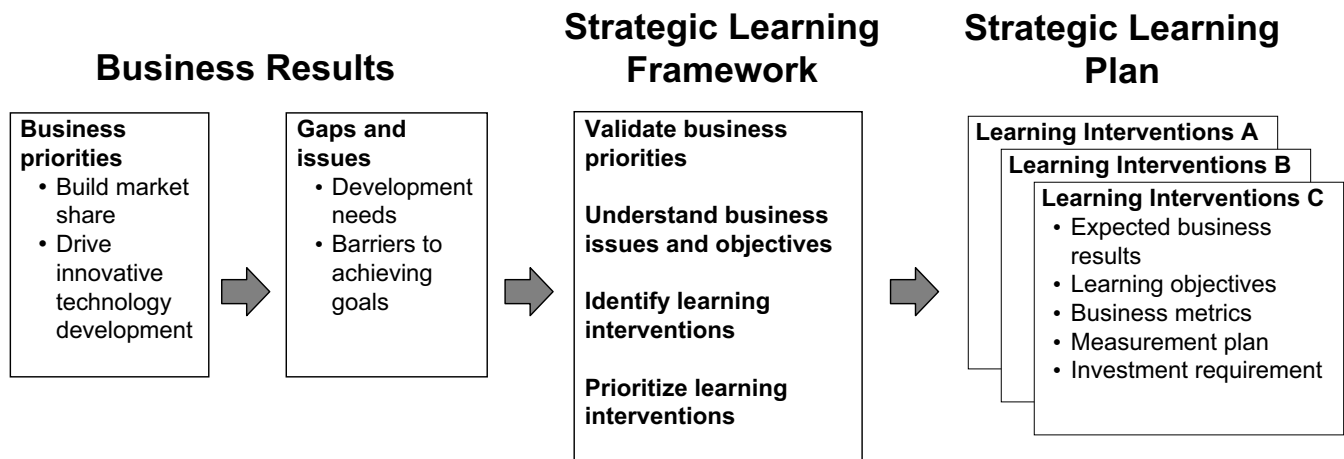 Business Results
Business
priorities
• Build market
share
• Drive
innovative
technology
development
Gaps and
issues
• Development
needs
• Barriers to
achieving
goals
Strategic Learning
Framework
Validate business
priorities
Understand business
issues and objectives
Identify learning
interventions
Prioritize learning
interventions
Strategic Learning
Plan
Learning Interventions A
Learning Interventions B
Learning Interventions C
• Expected business
results
• Learning objectives
• Business metrics
• Measurement plan
• Investment requirement